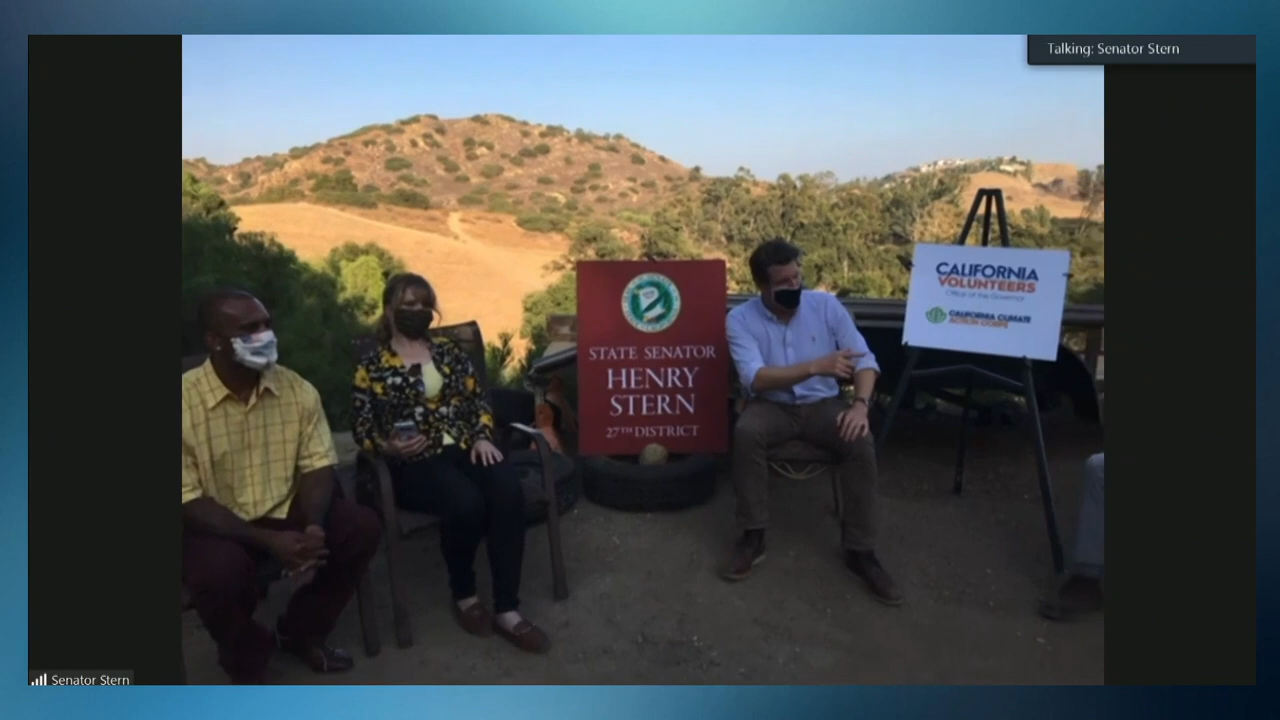 Talking: Senator Stern
STATE SENATOR
HENRY
STERN
27TH DISTRICT
CALIFORNIA
VOLUNTEERS
Office of the Governor
CALIFORNIA CLIMATE
ACTION CORPS
Senator Stern